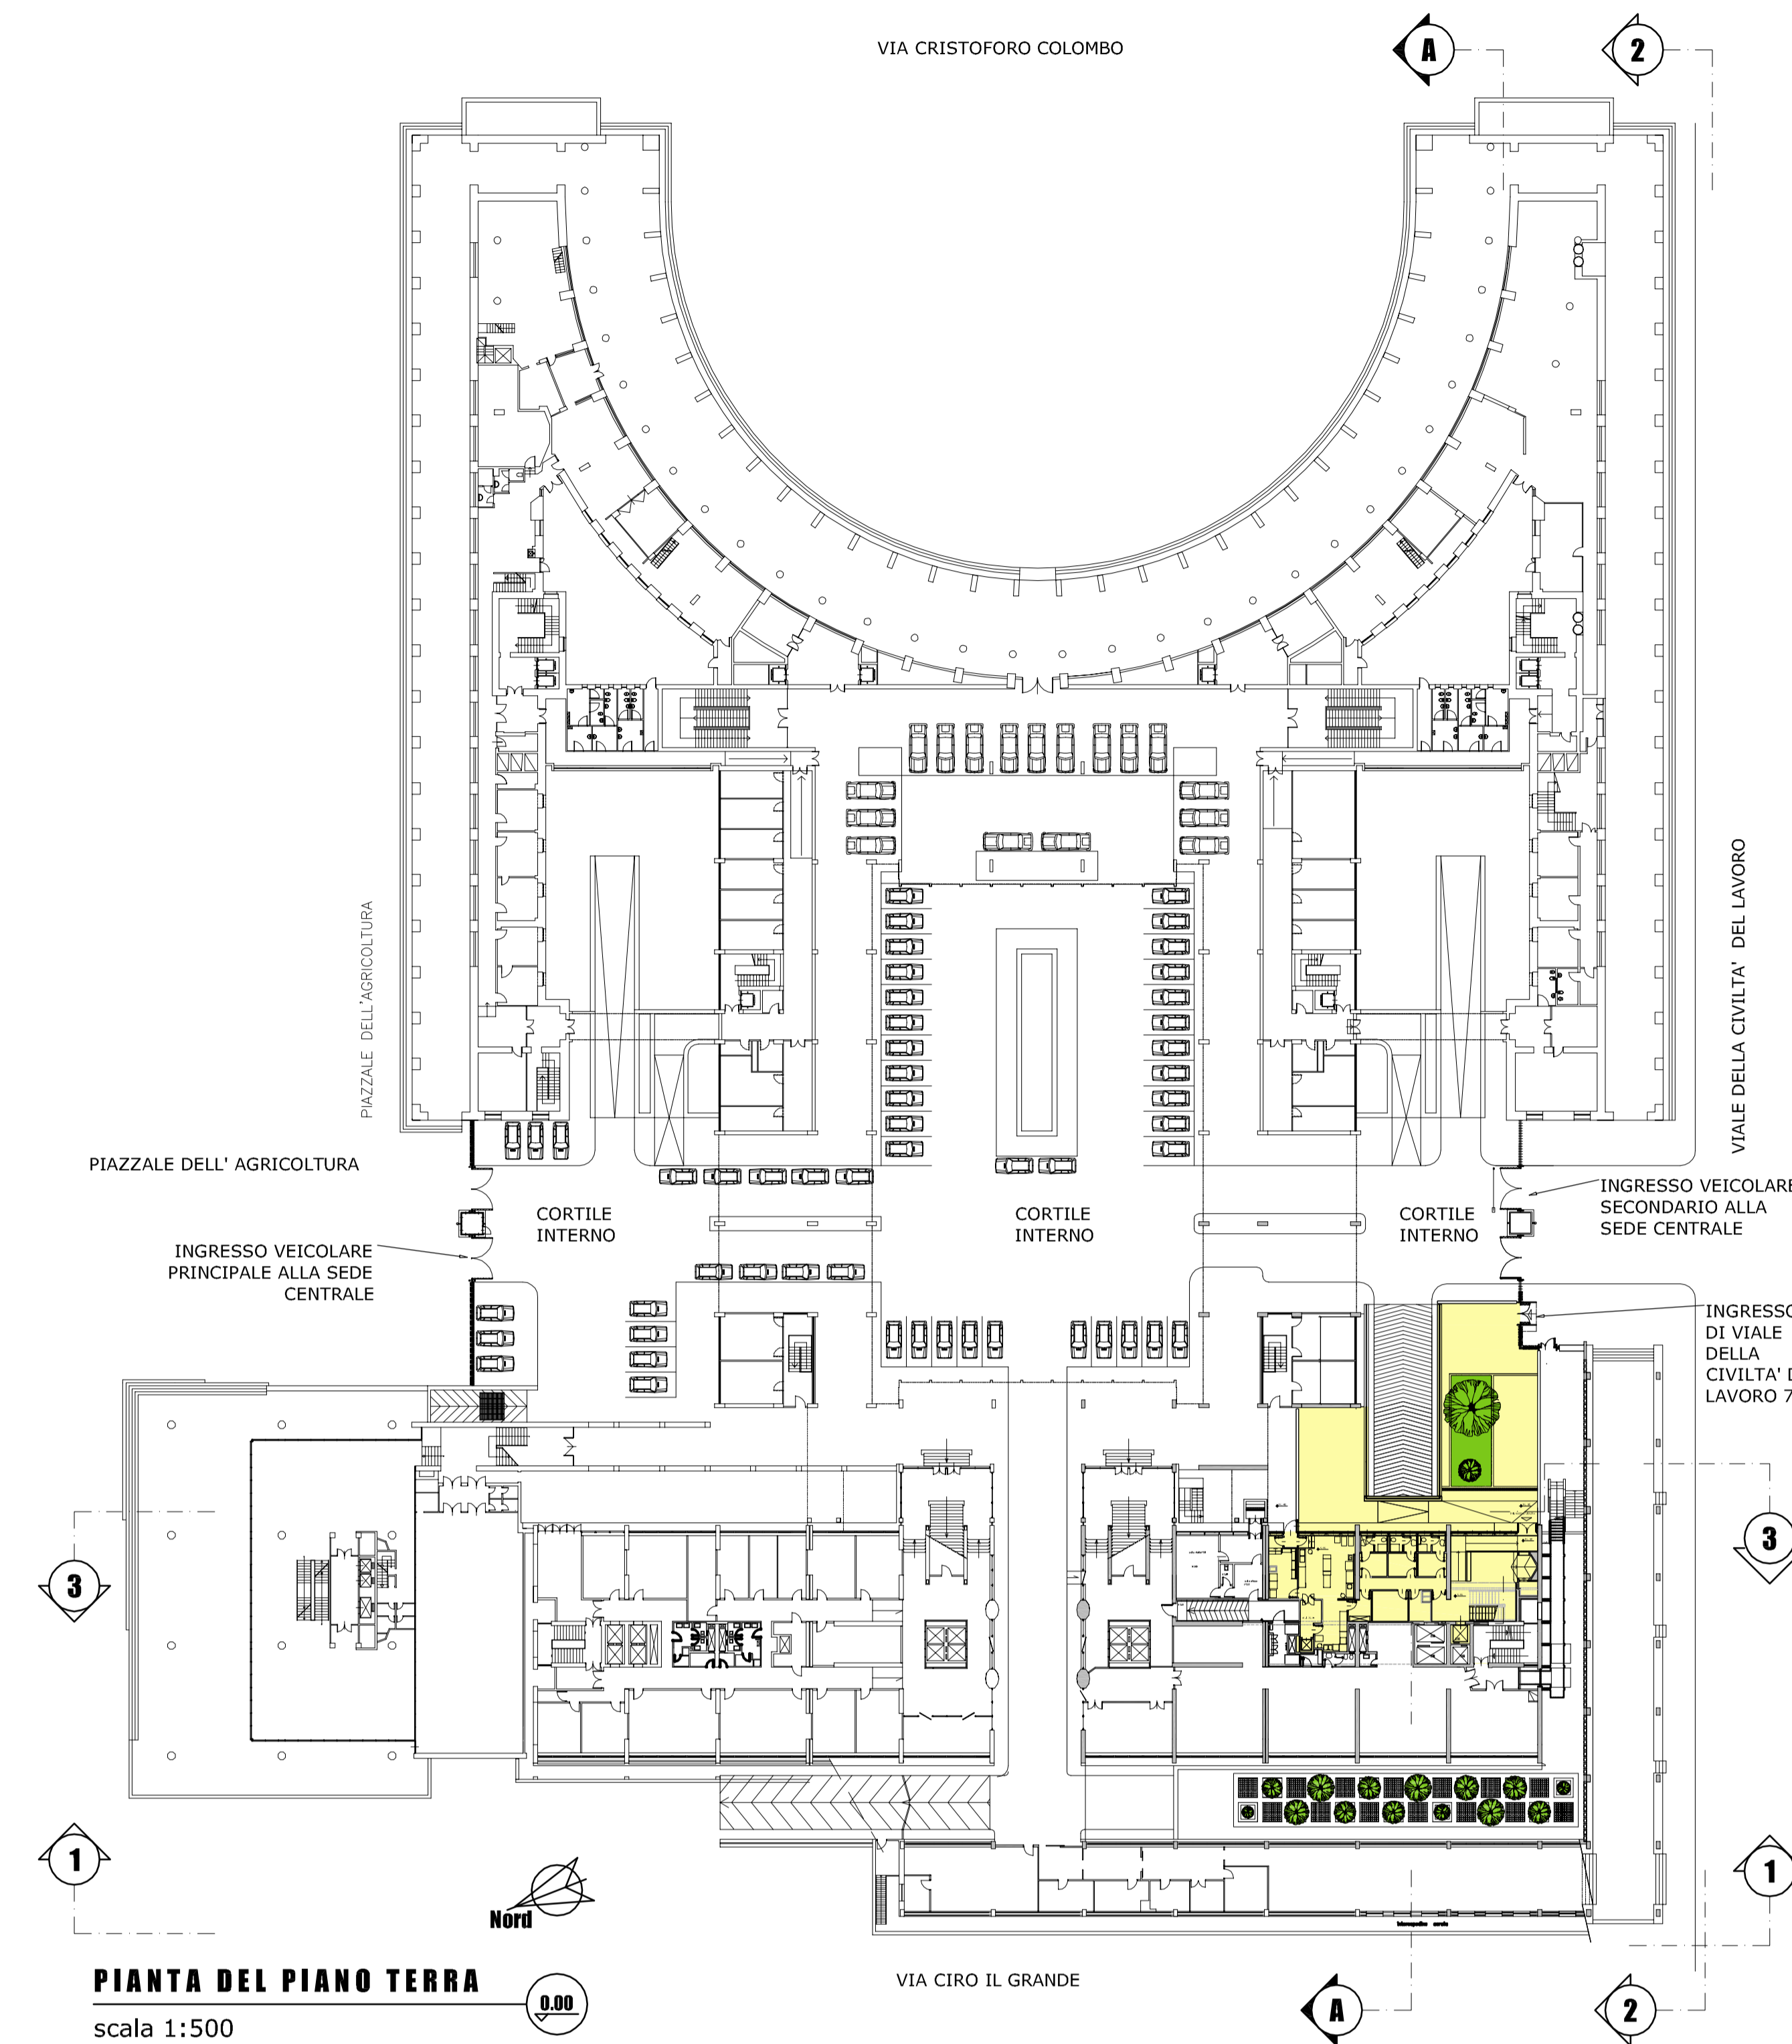 VIA CRISTOFORO COLOMBO
A
2
PIAZZALE DELL'AGRICOLTURA
VIALE DELLA CIVILTA' DEL LAVORO
PIAZZALE DELL' AGRICOLTURA
CORTILE
INTERNO
CORTILE
INTERNO
CORTILE
INTERNO
INGRESSO VEICOLARE
SECONDARIO ALLA
SEDE CENTRALE
INGRESSO VEICOLARE
PRINCIPALE ALLA SEDE
CENTRALE
INGRESSO
DI VIALE
DELLA
CIVILTA' D
LAVORO 7
3
3
1
1
Nord
PIANTA DEL PIANO TERRA
0.00
scala 1:500
VIA CIRO IL GRANDE
A
2